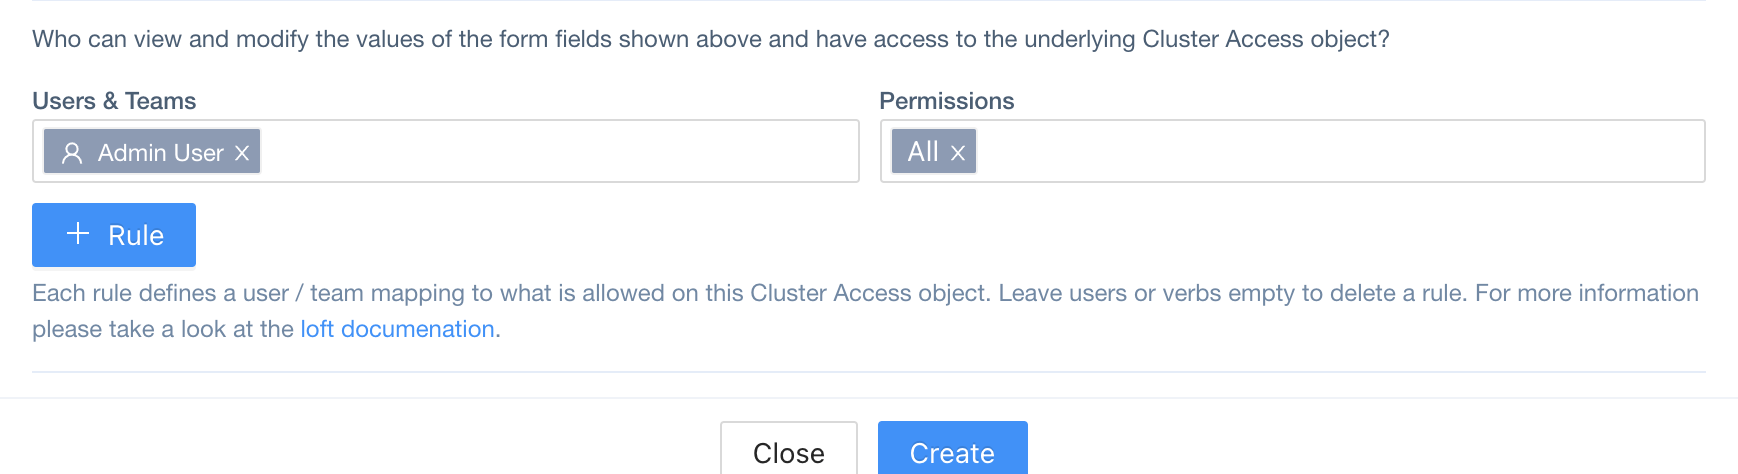 Who can view and modify the values of the form fields shown above and have access to the underlying Cluster Access object?
Users & Teams
Permissions
Admin User X
All X
+ Rule
Each rule defines a user / team mapping to what is allowed on this Cluster Access object. Leave users or verbs empty to delete a rule. For more information
please take a look at the loft documenation.
Close
Create